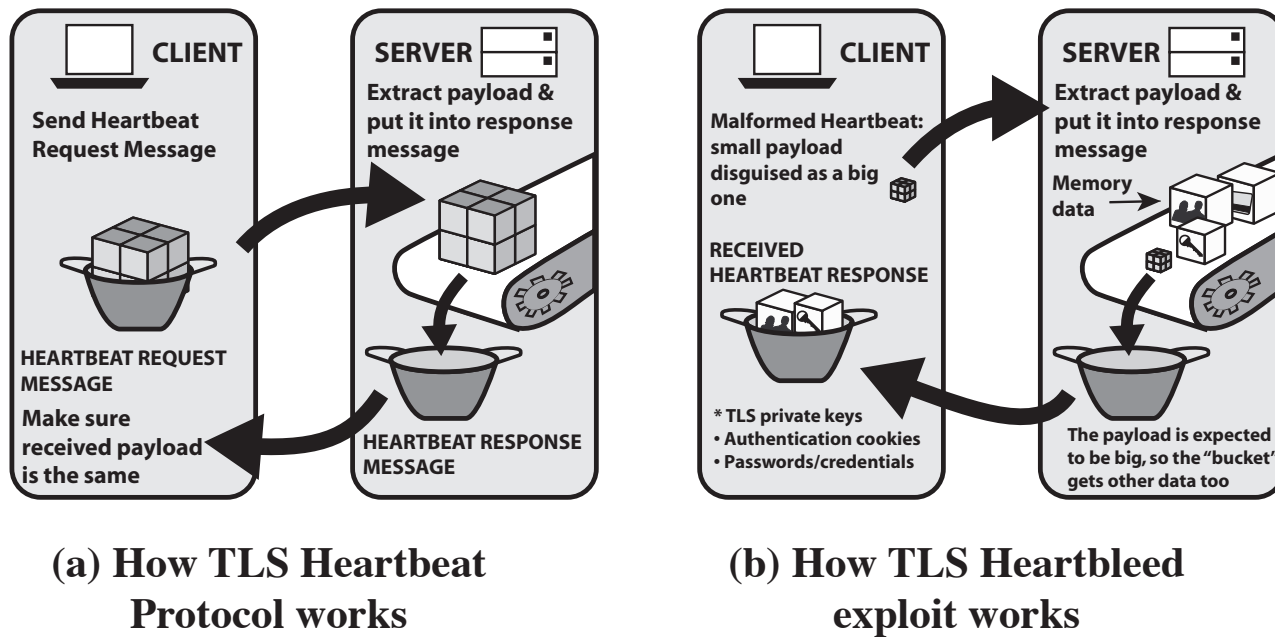 CLIENT
Send Heartbeat
Request Message
HEARTBEAT REQUEST
MESSAGE
Make sure
received payload
is the same
SERVER
Extract payload &
put it into response
message
HEARTBEAT RESPONSE
MESSAGE
(a) How TLS Heartbeat
Protocol works
CLIENT
Malformed Heartbeat:
small payload
disguised as a big
one
RECEIVED
HEARTBEAT RESPONSE
* TLS private keys
• Authentication cookies
• Passwords/credentials
SERVER
Extract payload &
put it into response
message
Memory
data
The payload is expected
to be big, so the “bucket”
gets other data too
(b) How TLS Heartbleed
exploit works